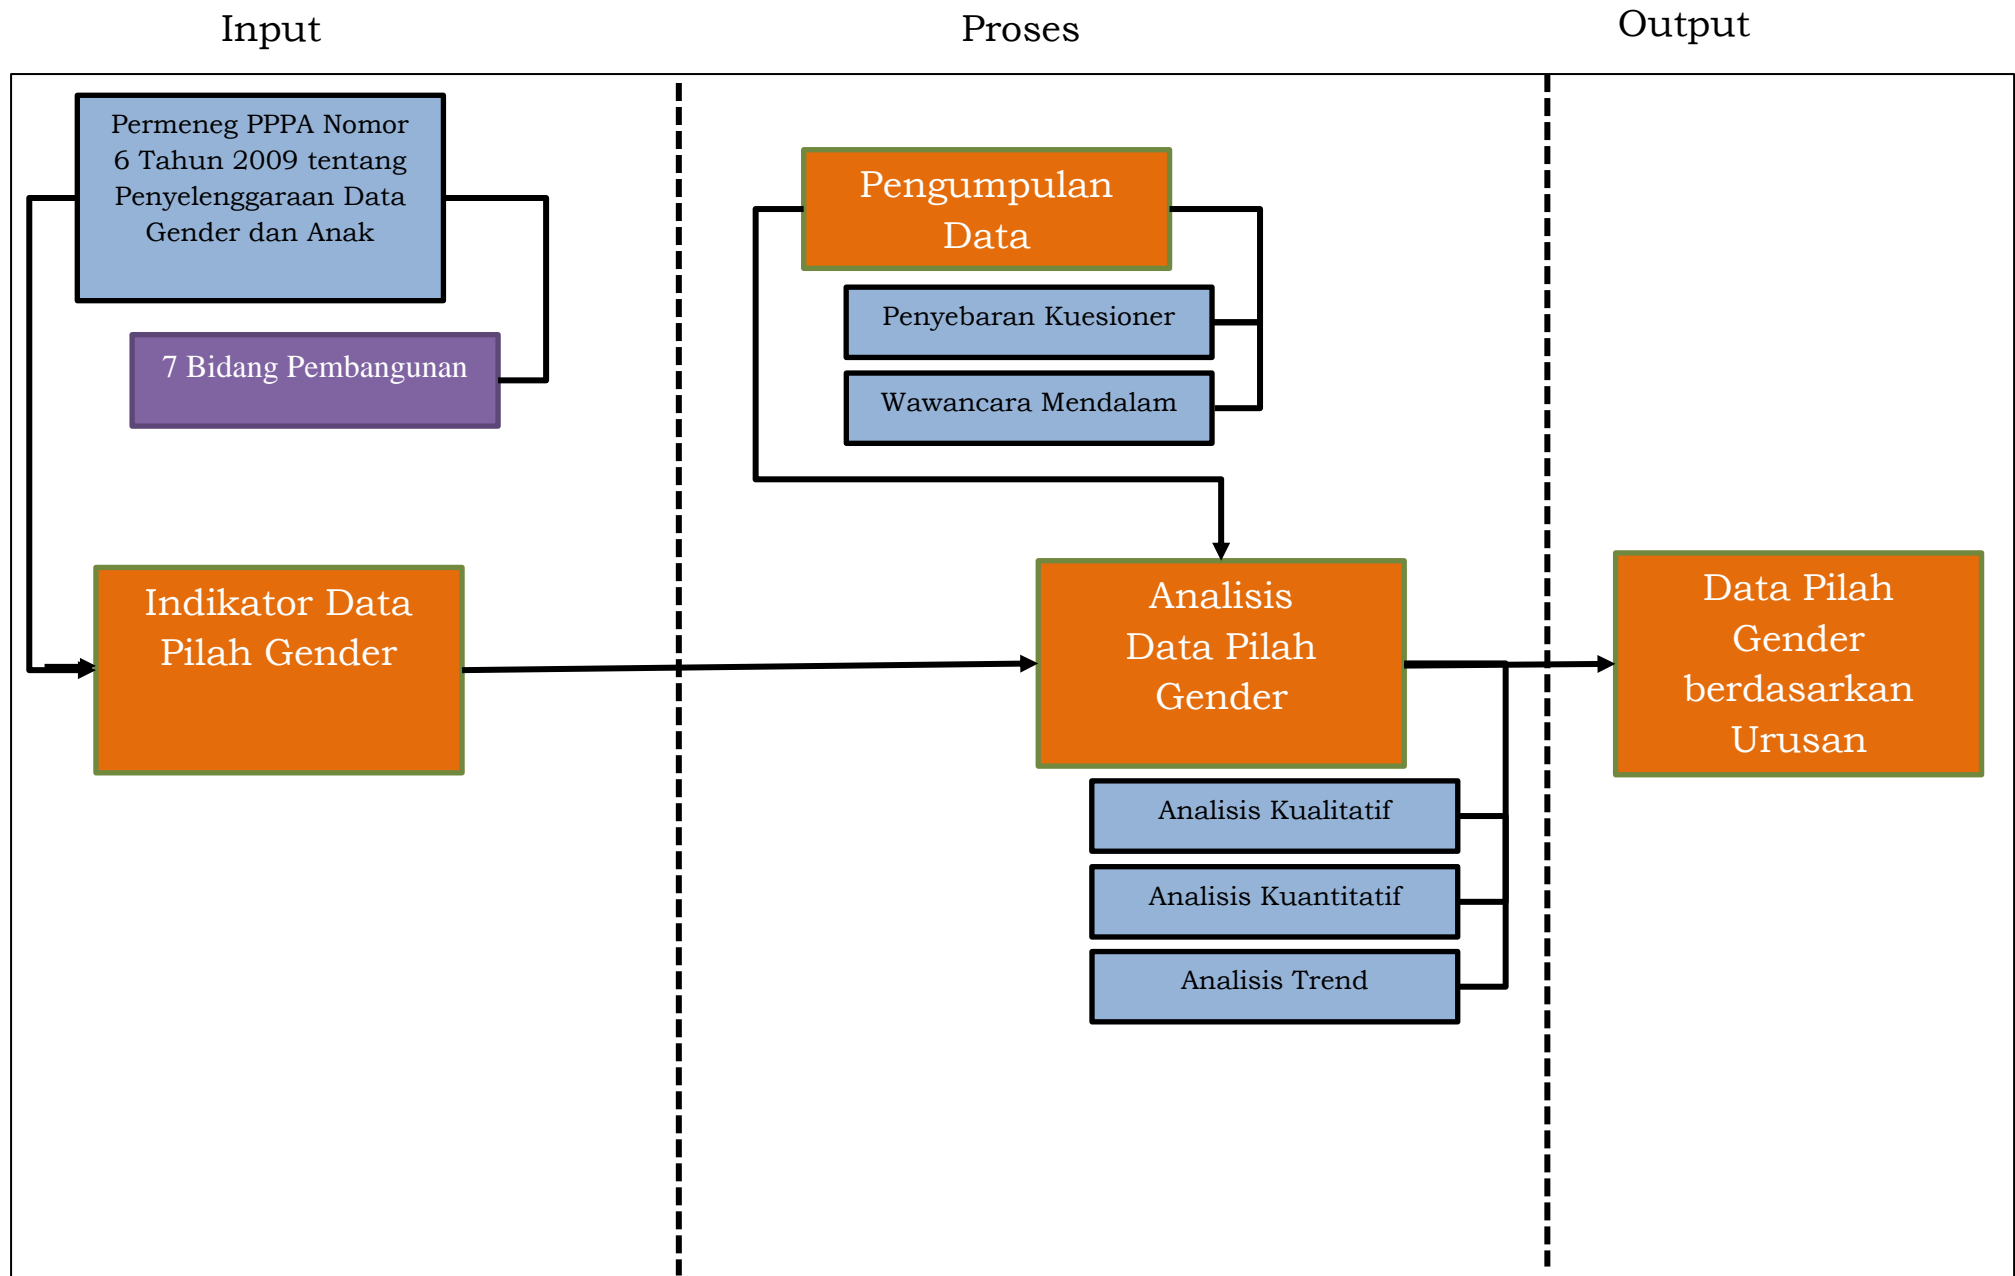 Input
Proses
Output
Permeneg PPPA Nomor
6 Tahun 2009 tentang
Penyelenggaraan Data
Gender dan Anak
7 Bidang Pembangunan
Indikator Data
Pilah Gender
Pengumpulan
Data
Penyebaran Kuesioner
Wawancara Mendalam
Analisis
Data Pilah
Gender
Analisis Kualitatif
Analisis Kuantitatif
Analisis Trend
Data Pilah
Gender
berdasarkan
Urusan